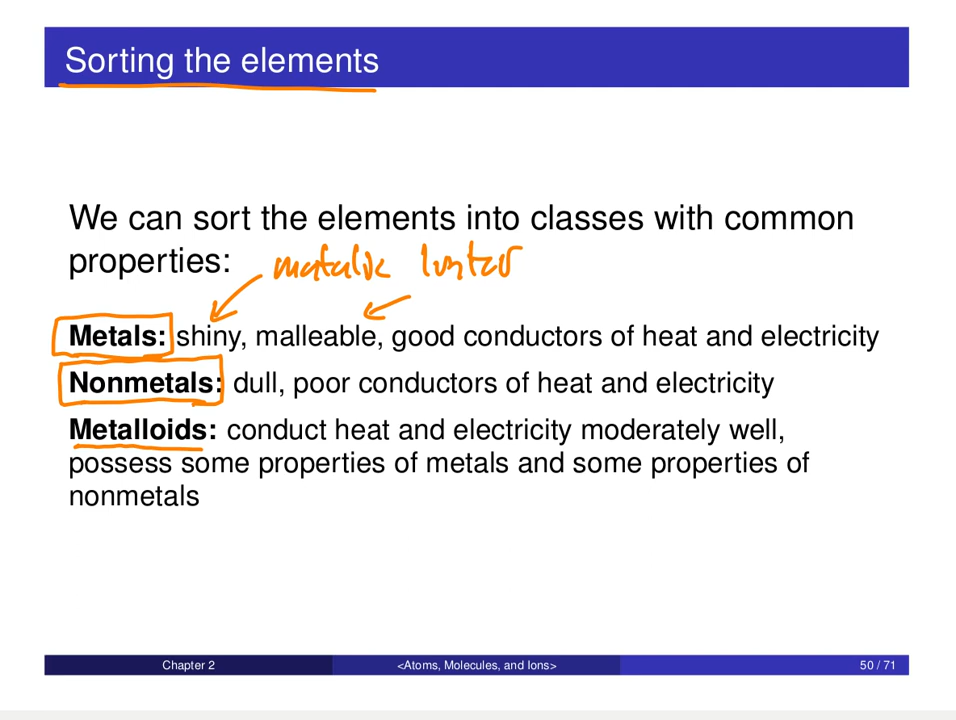 Sorting the elements
We can sort the elements into classes with common
properties:
metallic luster
Metals: shiny, malleable, good conductors of heat and electricity
Nonmetals: dull, poor conductors of heat and electricity
Metalloids: conduct heat and electricity moderately well,
possess some properties of metals and some properties of
nonmetals
Chapter 2
<Atoms, Molecules, and Ions>
50 / 71